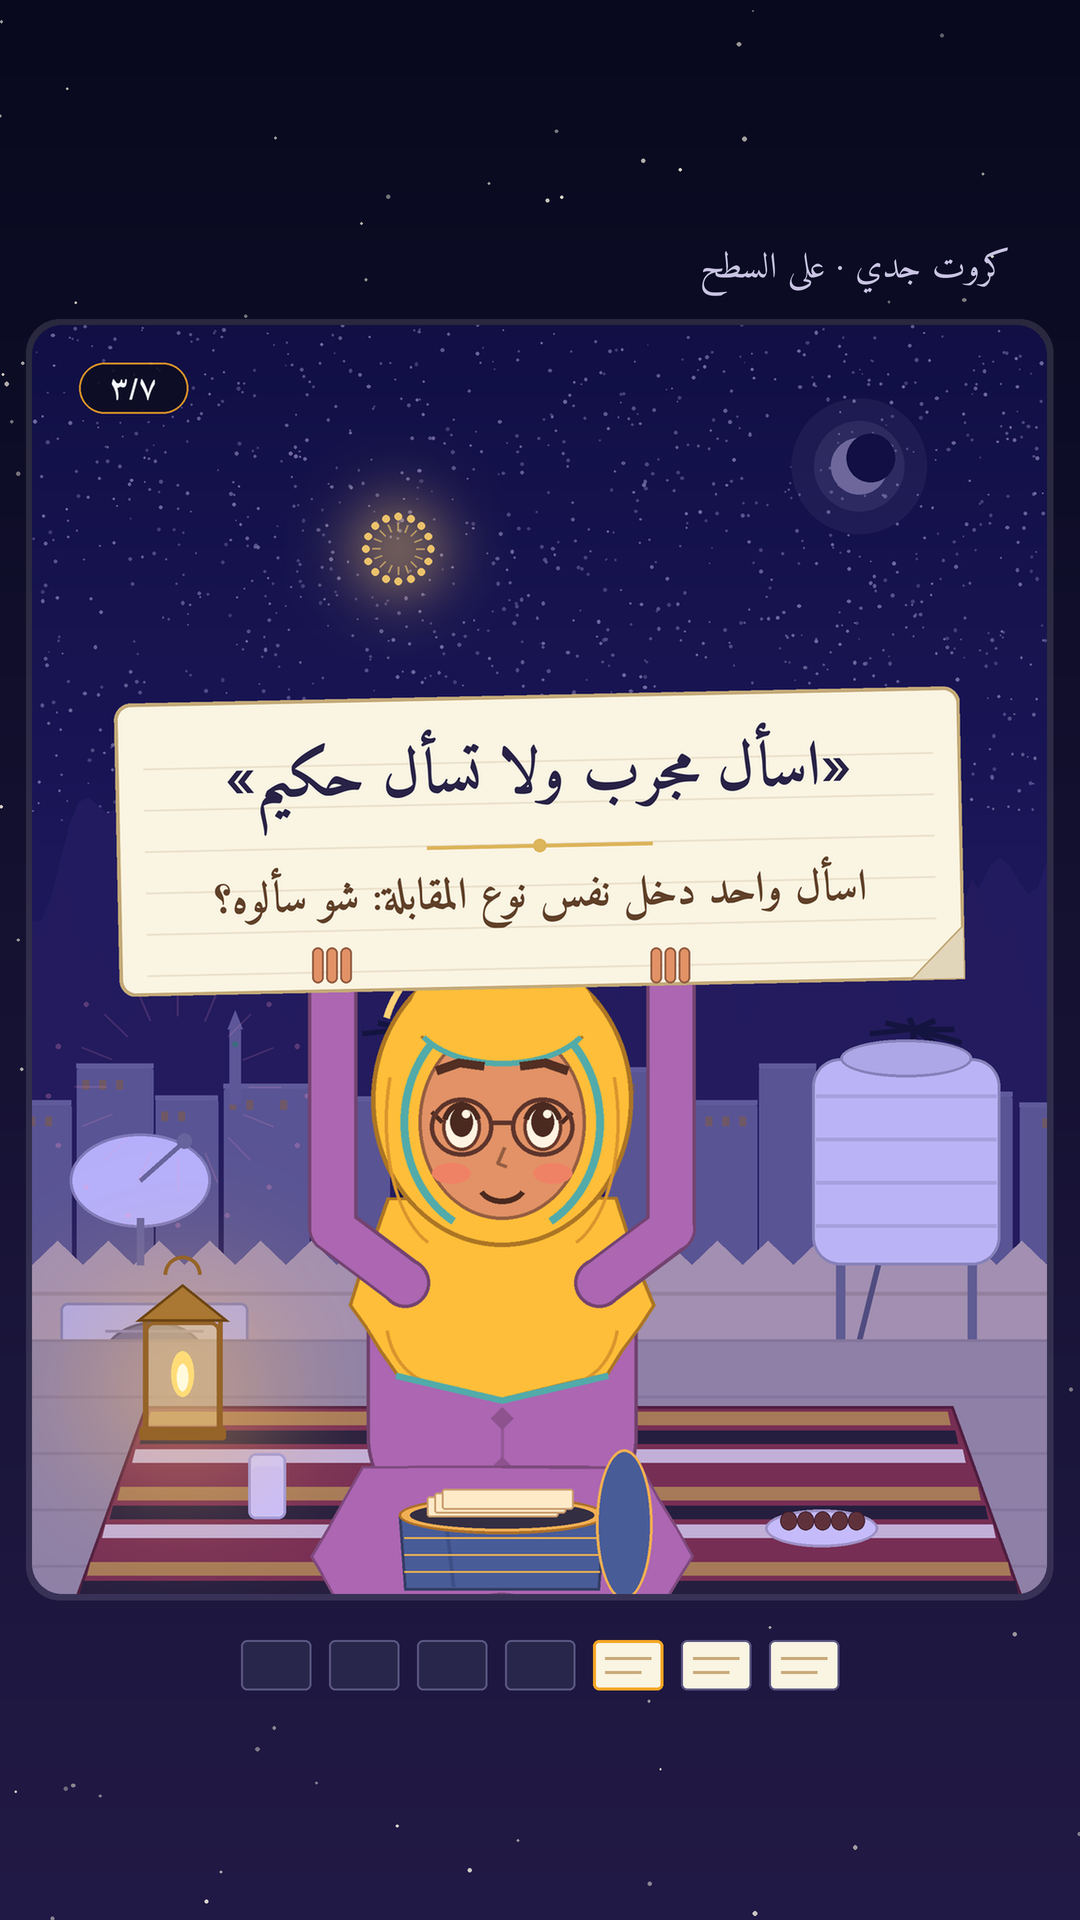 كروت جدي · على السطح
٣/٧
«اسأل مجرب ولا تسأل حكيم»
اسأل واحد دخل نفس نوع المقابلة: شو سألوه؟